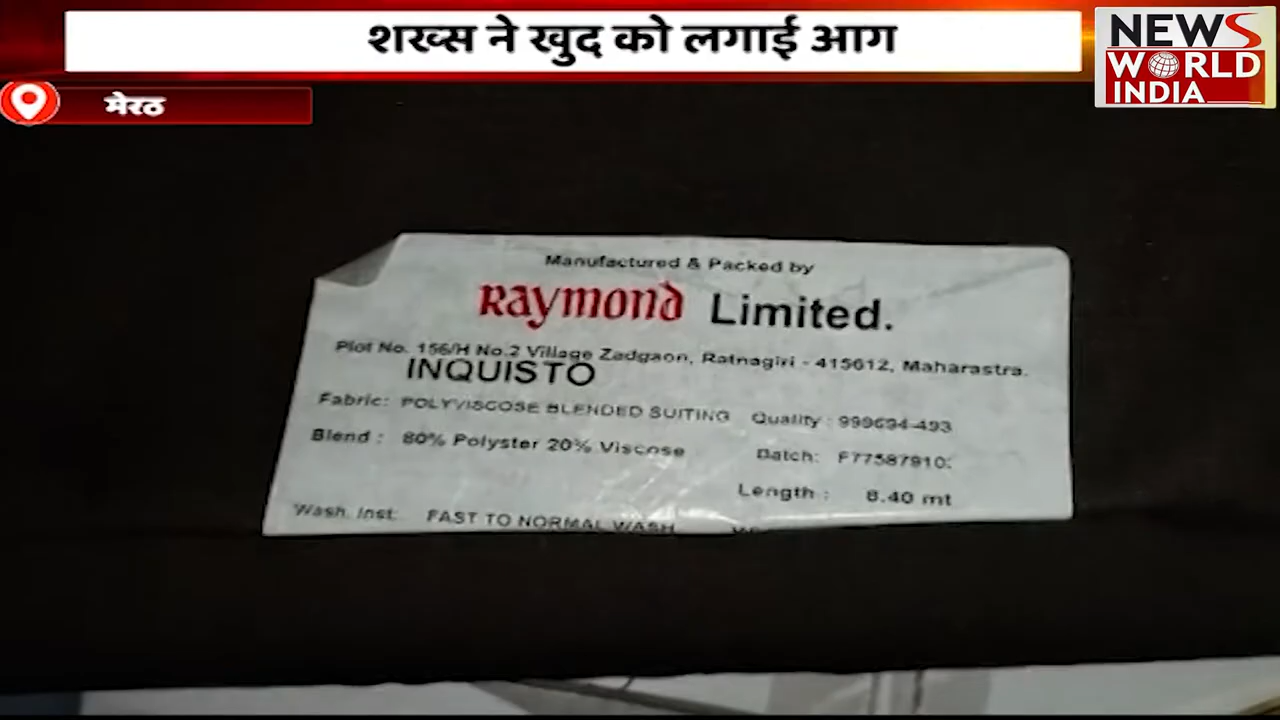 शख्स ने खुद को लगाई आग
NEWS
WORLD
INDIA
मेरठ
Manufactured & Packed by
Raymond Limited.
Plot No. 156/H No.2 Village Zadgaon, Ratnagiri - 415612, Maharastra.
INQUISTO
Fabric: POLYVISCOSE BLENDED SUITING Quality : 999694-493
Blend : 80% Polyster 20% Viscose Batch: F77587910
Length : 8.40 mt
Wash. Inst: FAST TO NORMAL WASH